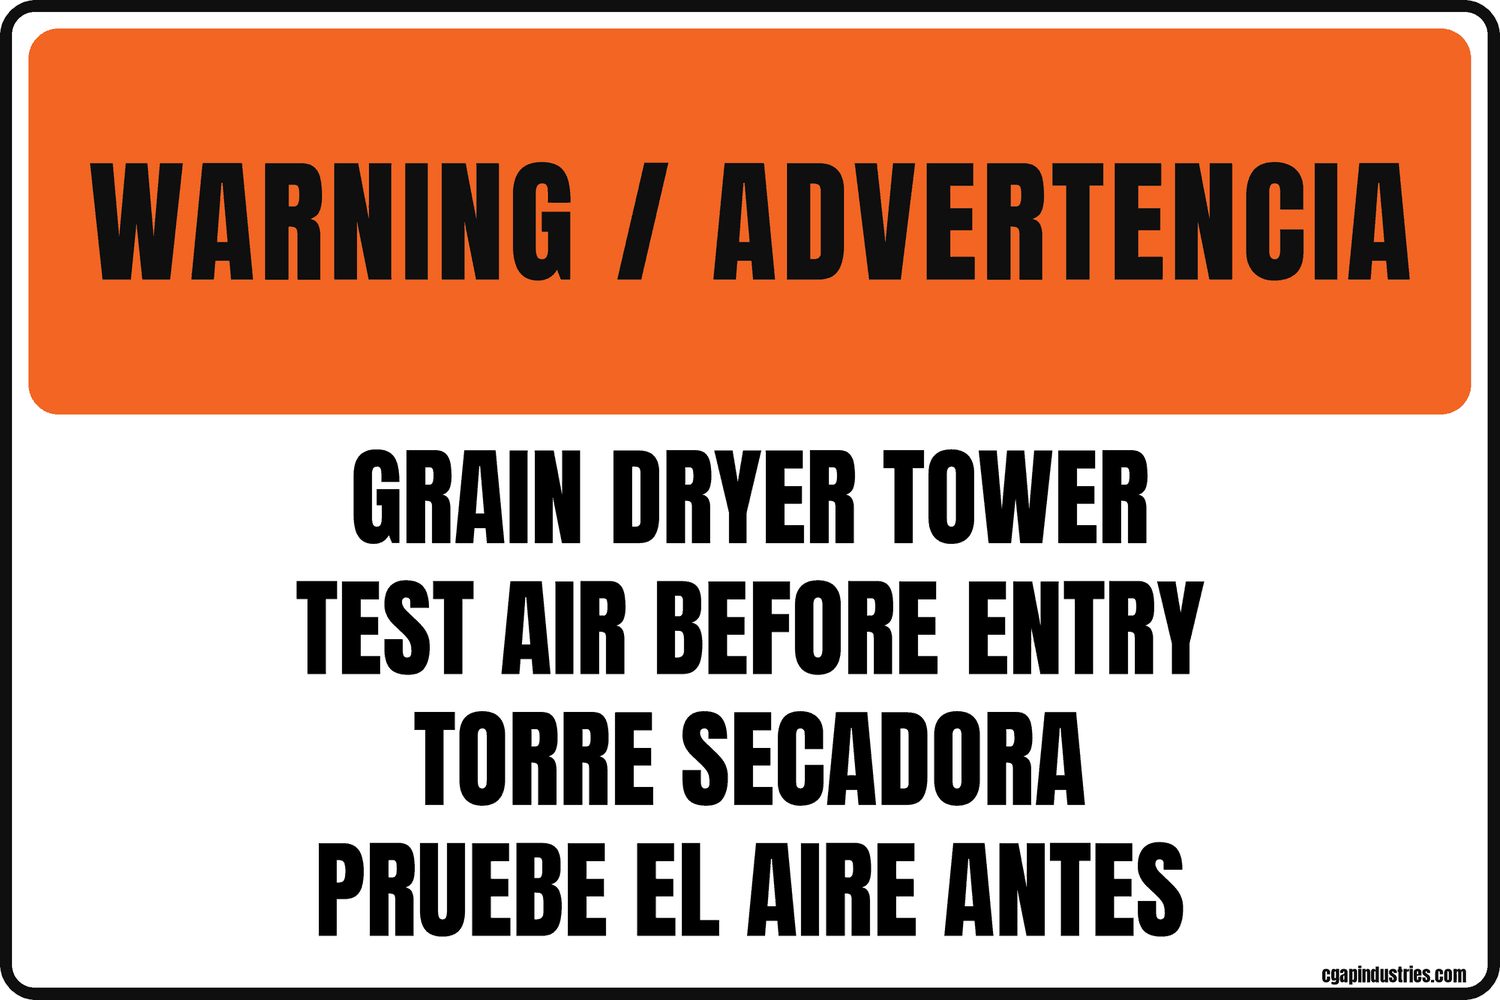 WARNING / ADVERTENCIA
GRAIN DRYER TOWER
TEST AIR BEFORE ENTRY
TORRE SECADORA
PRUEBE EL AIRE ANTES
cgapindustries.com